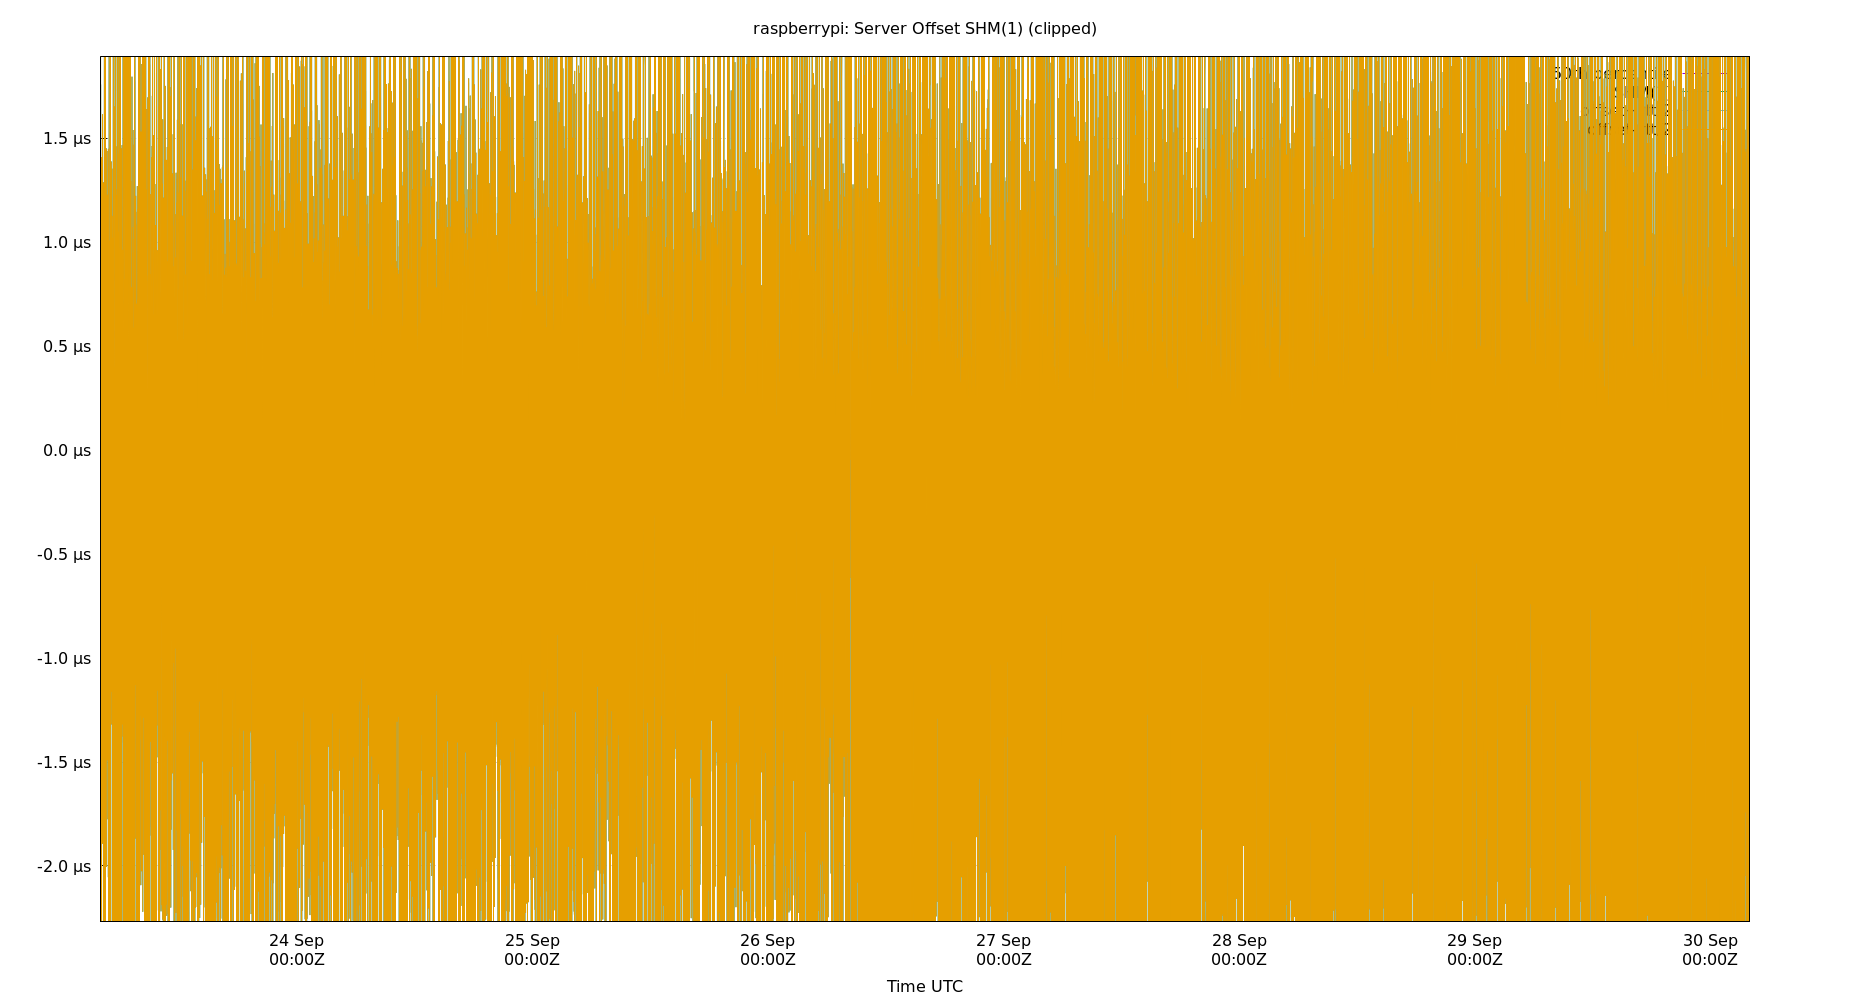 raspberrypi: Server Offset SHM(1) (clipped)
1.5 µs
1.0 µs
0.5 µs
0.0 µs
-0.5 µs
-1.0 µs
-1.5 µs
-2.0 µs
24 Sep 25 Sep 26 Sep 27 Sep 28 Sep 29 Sep 30 Sep
00:00Z 00:00Z 00:00Z 00:00Z 00:00Z 00:00Z 00:00Z
Time UTC